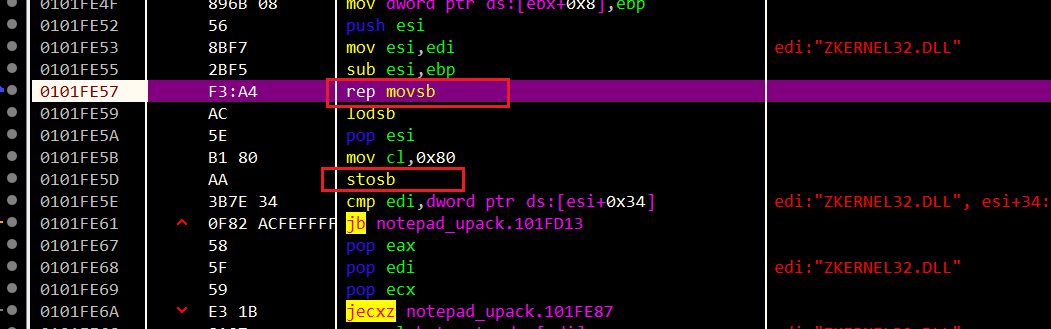 0101FE4F 896B 08 mov dword ptr ds:[ebx+0x8],ebp
0101FE52 56 push esi
0101FE53 8BF7 mov esi,edi edi:"ZKERNEL32.DLL"
0101FE55 2BF5 sub esi,ebp
0101FE57 F3:A4 rep movsb
0101FE59 AC lodsb
0101FE5A 5E pop esi
0101FE5B B1 80 mov cl,0x80
0101FE5D AA stosb
0101FE5E 3B7E 34 cmp edi,dword ptr ds:[esi+0x34] edi:"ZKERNEL32.DLL", esi+34:
0101FE61 0F82 ACFEFFFF jb notepad_upack.101FD13
0101FE67 58 pop eax
0101FE68 5F pop edi edi:"ZKERNEL32.DLL"
0101FE69 59 pop ecx
0101FE6A E3 1B jecxz notepad_upack.101FE87